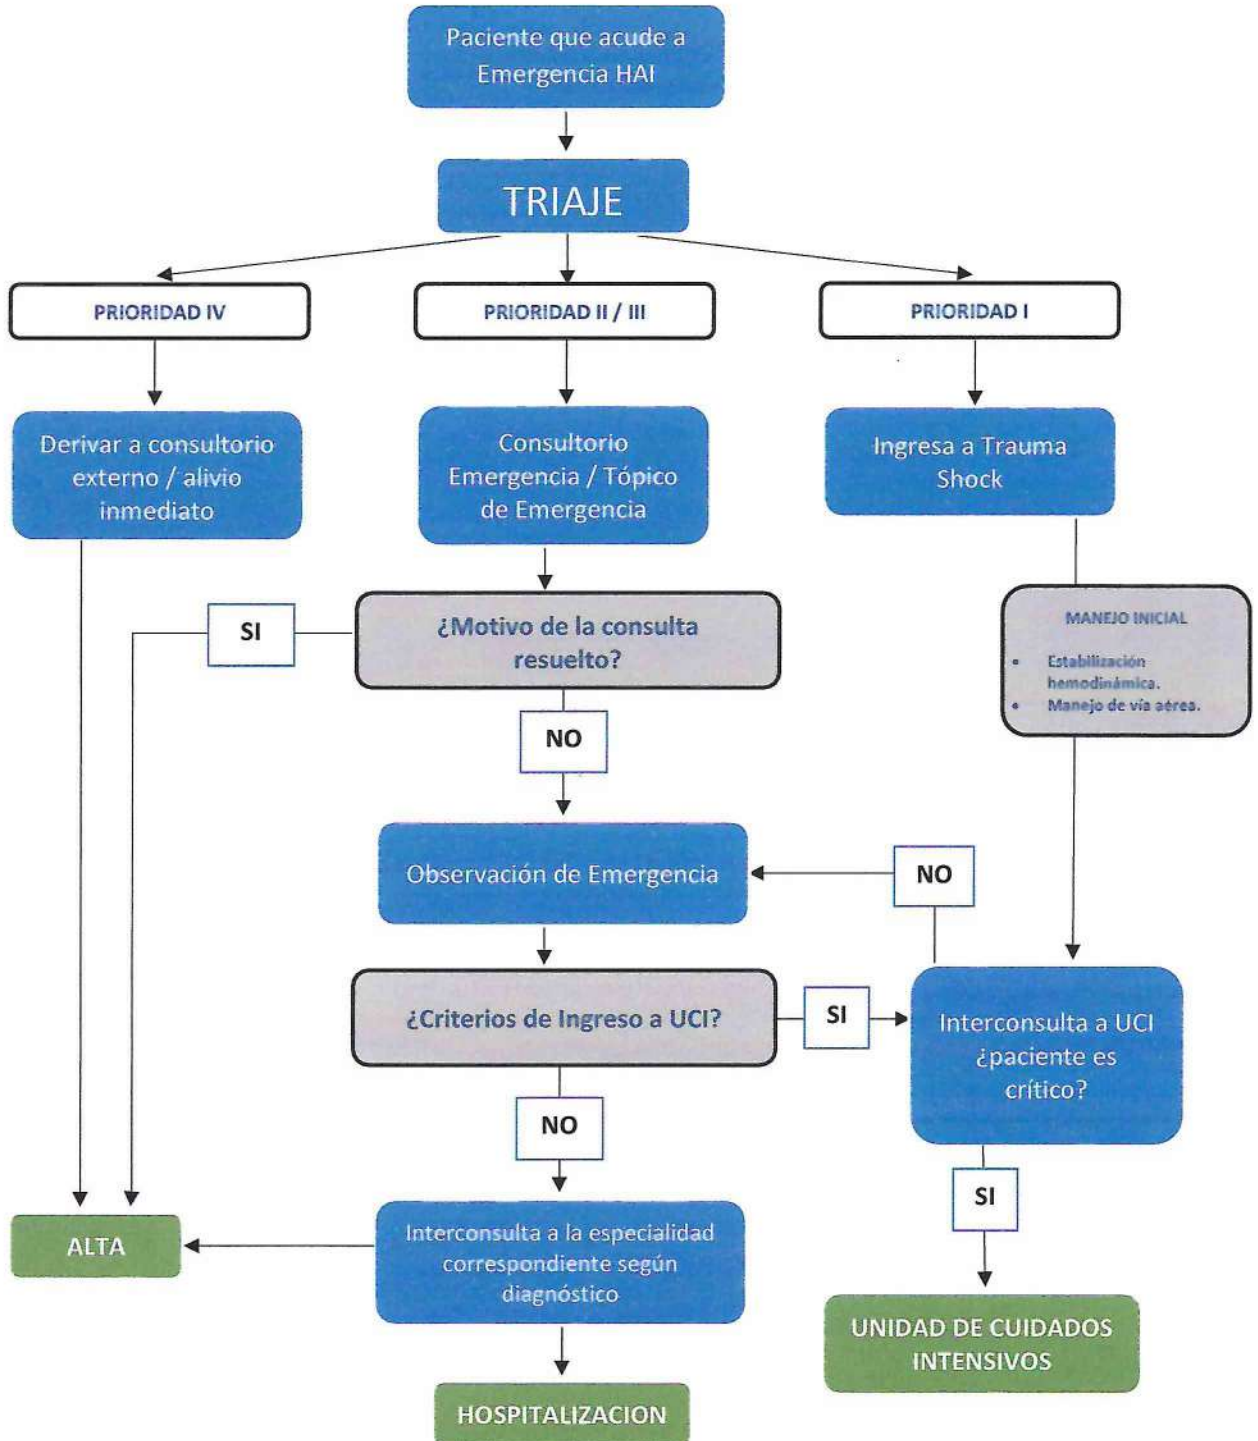 Paciente que acude a
Emergencia HAI
TRIAJE
PRIORIDAD IV
PRIORIDAD II / III
PRIORIDAD I
Derivar a consultorio
externo / alivio
inmediato
Consultorio
Emergencia / Tópico
de Emergencia
Ingresa a Trauma
Shock
SI
¿Motivo de la consulta
resuelto?
MANEJO INICIAL
• Estabilización
hemodinámica.
• Manejo de vía aérea.
NO
Observación de Emergencia
NO
¿Criterios de Ingreso a UCI?
SI
Interconsulta a UCI
¿paciente es
crítico?
NO
SI
ALTA
Interconsulta a la especialidad
correspondiente según
diagnóstico
UNIDAD DE CUIDADOS
INTENSIVOS
HOSPITALIZACION